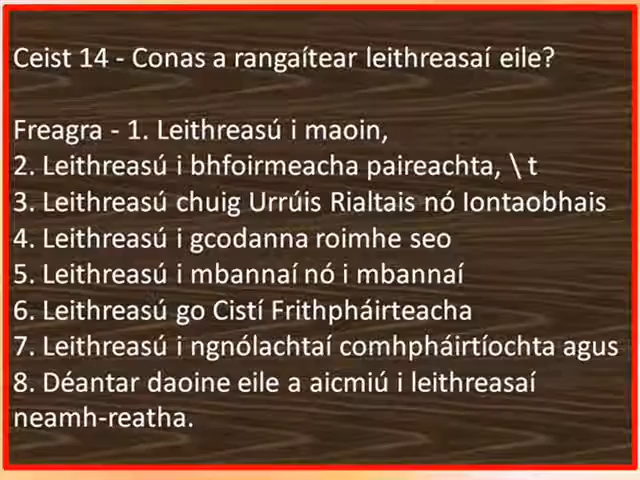 Ceist 14 - Conas a rangaítear leithreasaí eile?
Freagra - 1. Leithreasú i maoin,
2. Leithreasú i bhfoirmeacha paireachta, \ t
3. Leithreasú chuig Urrúis Rialtais nó Iontaobhais
4. Leithreasú i gcodanna roimhe seo
5. Leithreasú i mbannaí nó i mbannaí
6. Leithreasú go Cistí Frithpháirteacha
7. Leithreasú i ngnólachtaí comhpháirtíochta agus
8. Déantar daoine eile a aicmiú i leithreasaí
neamh-reatha.